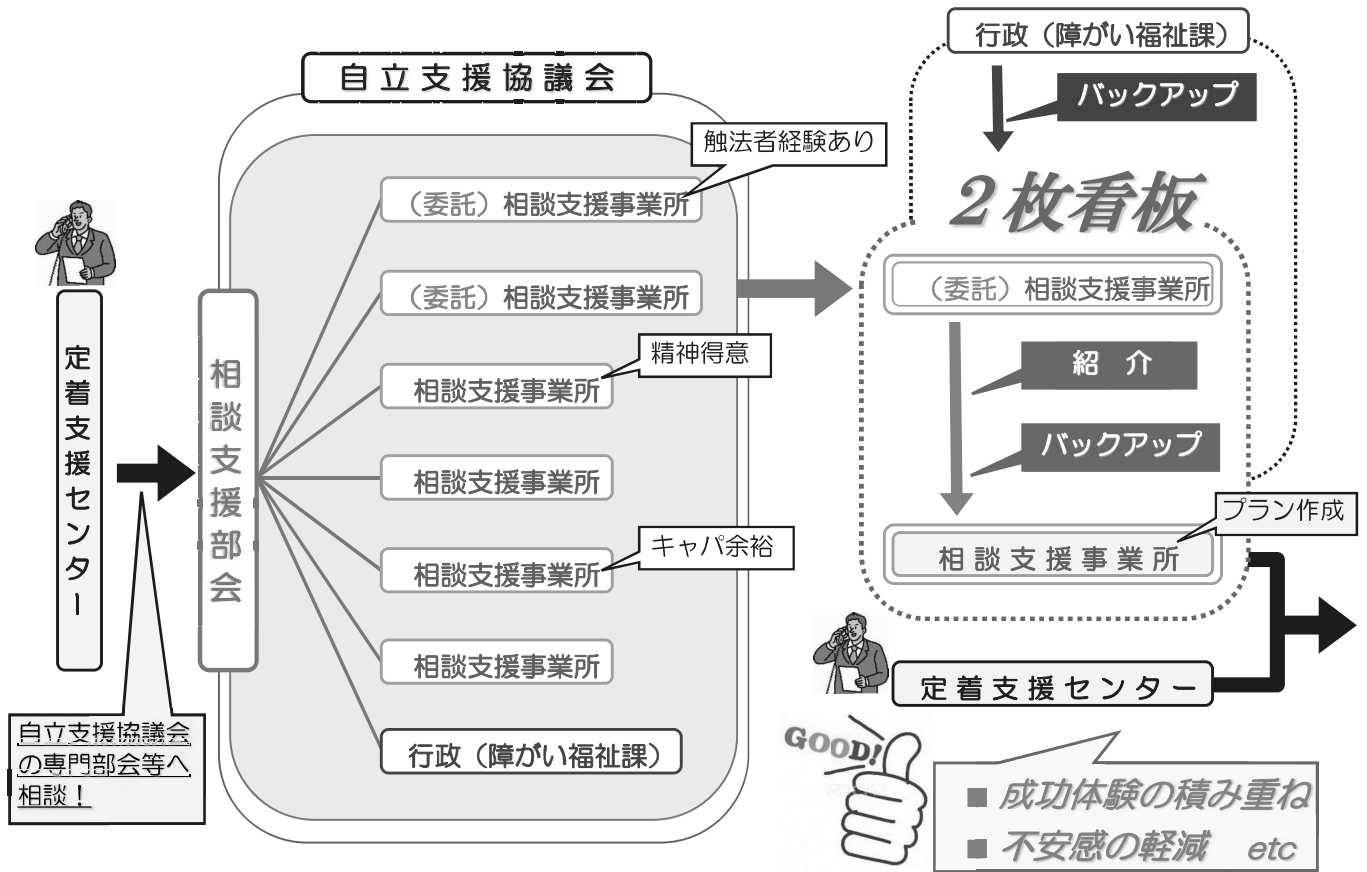 自立支援協議会
触法者経験あり
（委託）相談支援事業所
（委託）相談支援事業所
精神得意
相談支援事業所
相談支援事業所
キャパ余裕
相談支援事業所
相談支援事業所
行政（障がい福祉課）
定着支援センター
相談支援部会
自立支援協議会
の専門部会等へ
相談！
行政（障がい福祉課）
バックアップ
２枚看板
（委託）相談支援事業所
紹　介
バックアップ
プラン作成
相談支援事業所
定着支援センター
GOOD!
■ 成功体験の積み重ね
■ 不安感の軽減　etc